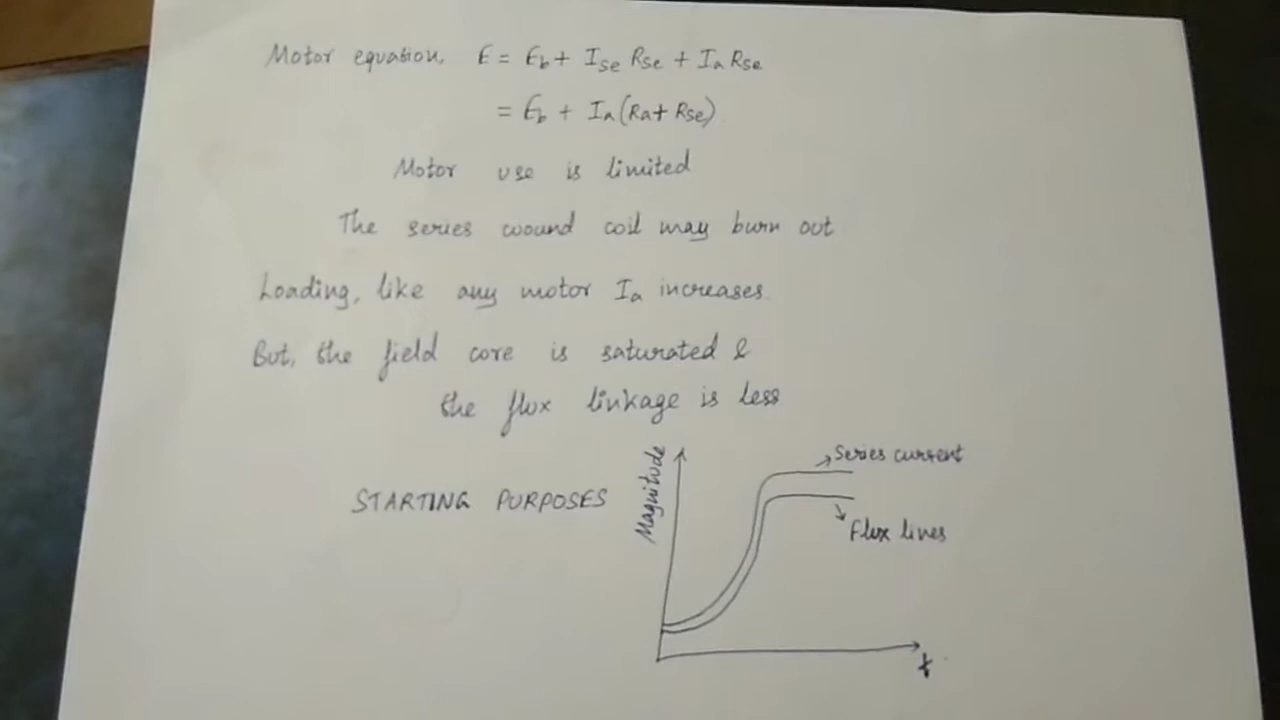 Motor equation, E = Eb + Ise Rse + Ia Rse
= Eb + Ia(Ra+ Rse)
Motor use is limited
The series wound coil may burn out
Loading, like any motor Ia increases.
But, the field core is saturated &
the flux linkage is less
STARTING PURPOSES
Magnitude
Series current
Flux lines
t